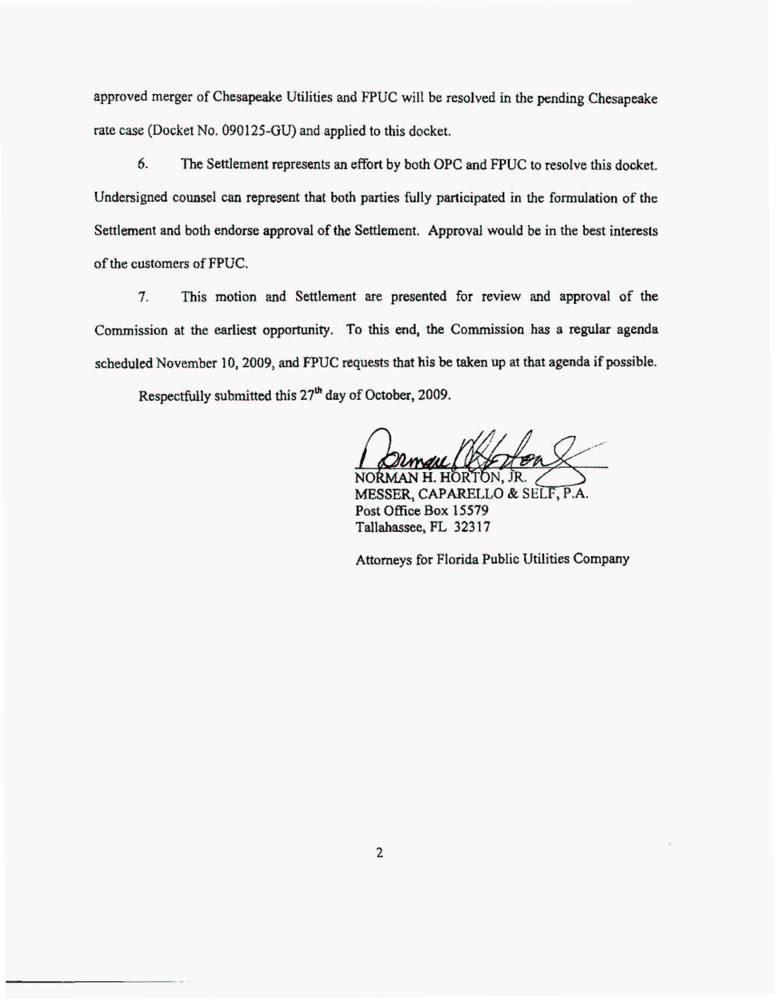 approved merger of Chesapeake Utilities and FPUC will be resolved in the pending Chesapeake
rate case (Docket No. 090125-GU) and applied to this docket.
6. The Settlement represents an effort by both OPC and FPUC to resolve this docket.
Undersigned counsel can represent that both parties fully participated in the formulation of the
Settlement and both endorse approval of the Settlement. Approval would be in the best interests
of the customers of FPUC.
7. This motion and Settlement are presented for review and approval of the
Commission at the earliest opportunity. To this end, the Commission has a regular agenda
scheduled November 10, 2009, and FPUC requests that his be taken up at that agenda if possible.
Respectfully submitted this 27th day of October, 2009.
Norman H Horton Jr
NORMAN H. HORTON, JR.
MESSER, CAPARELLO & SELF, P.A.
Post Office Box 15579
Tallahassee, FL 32317
Attorneys for Florida Public Utilities Company
2